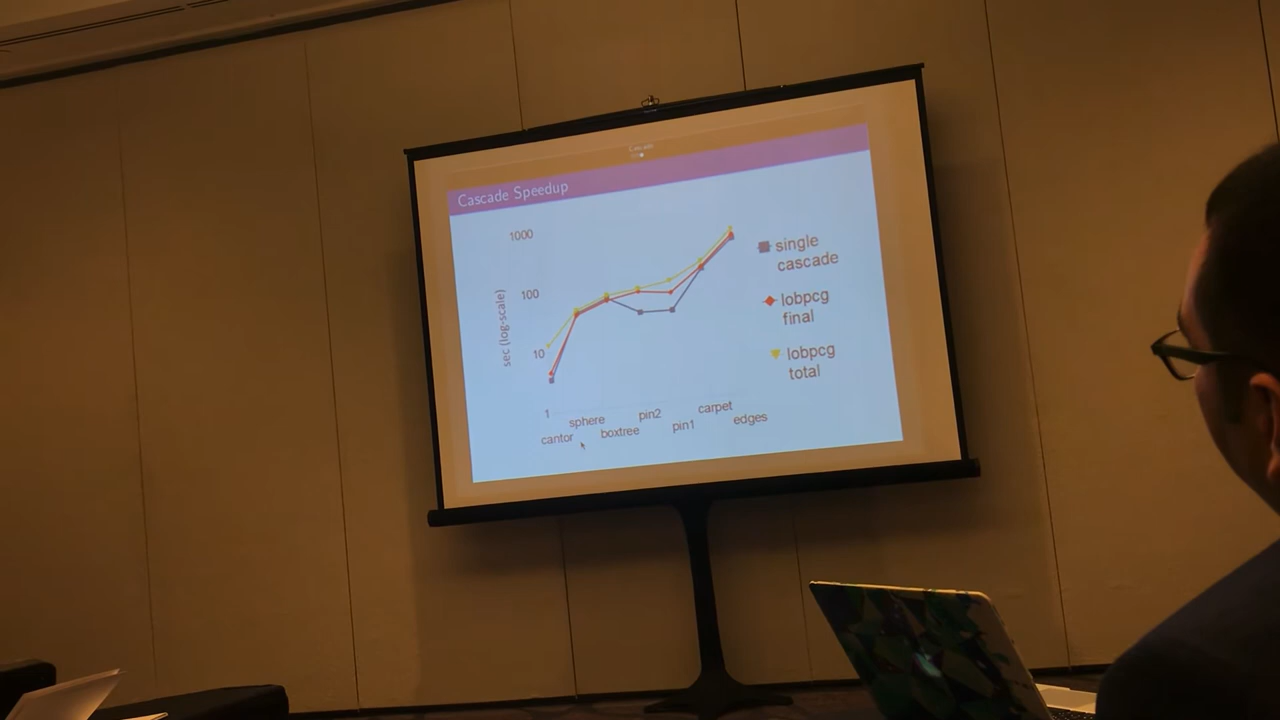 Cascade
Cascade Speedup
1000
100
10
1
sec (log-scale)
cantor
sphere
boxtree
pin2
pin1
carpet
edges
single
cascade
lobpcg
final
lobpcg
total